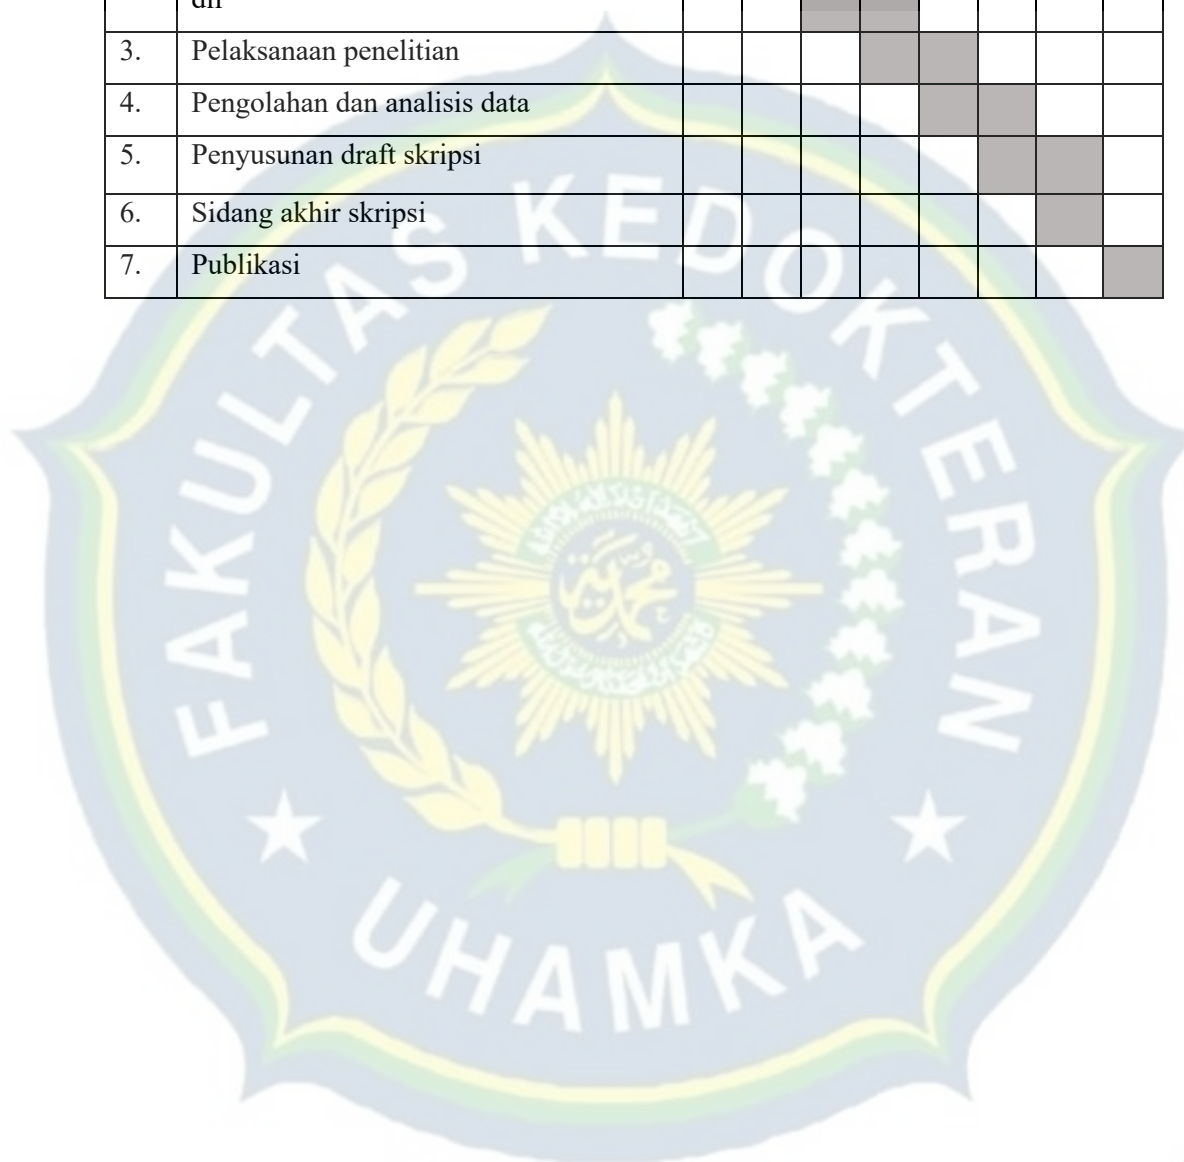 dll
3. Pelaksanaan penelitian
4. Pengolahan dan analisis data
5. Penyusunan draft skripsi
6. Sidang akhir skripsi
7. Publikasi
FAKULTAS KEDOKTERAN
UHAMKA